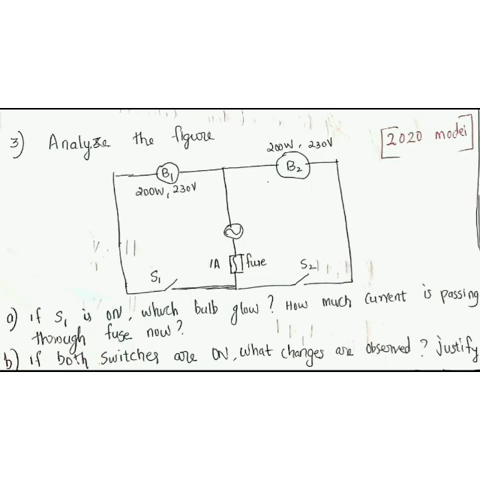 3) Analyze the figure
[2020 model]
200W, 230V
B1
B2
200W, 230V
1A fuse
S1
S2
a) if S1 is ON, which bulb glow? How much current is passing
through fuse now?
b) if both switches are ON, what changes are observed? Justify